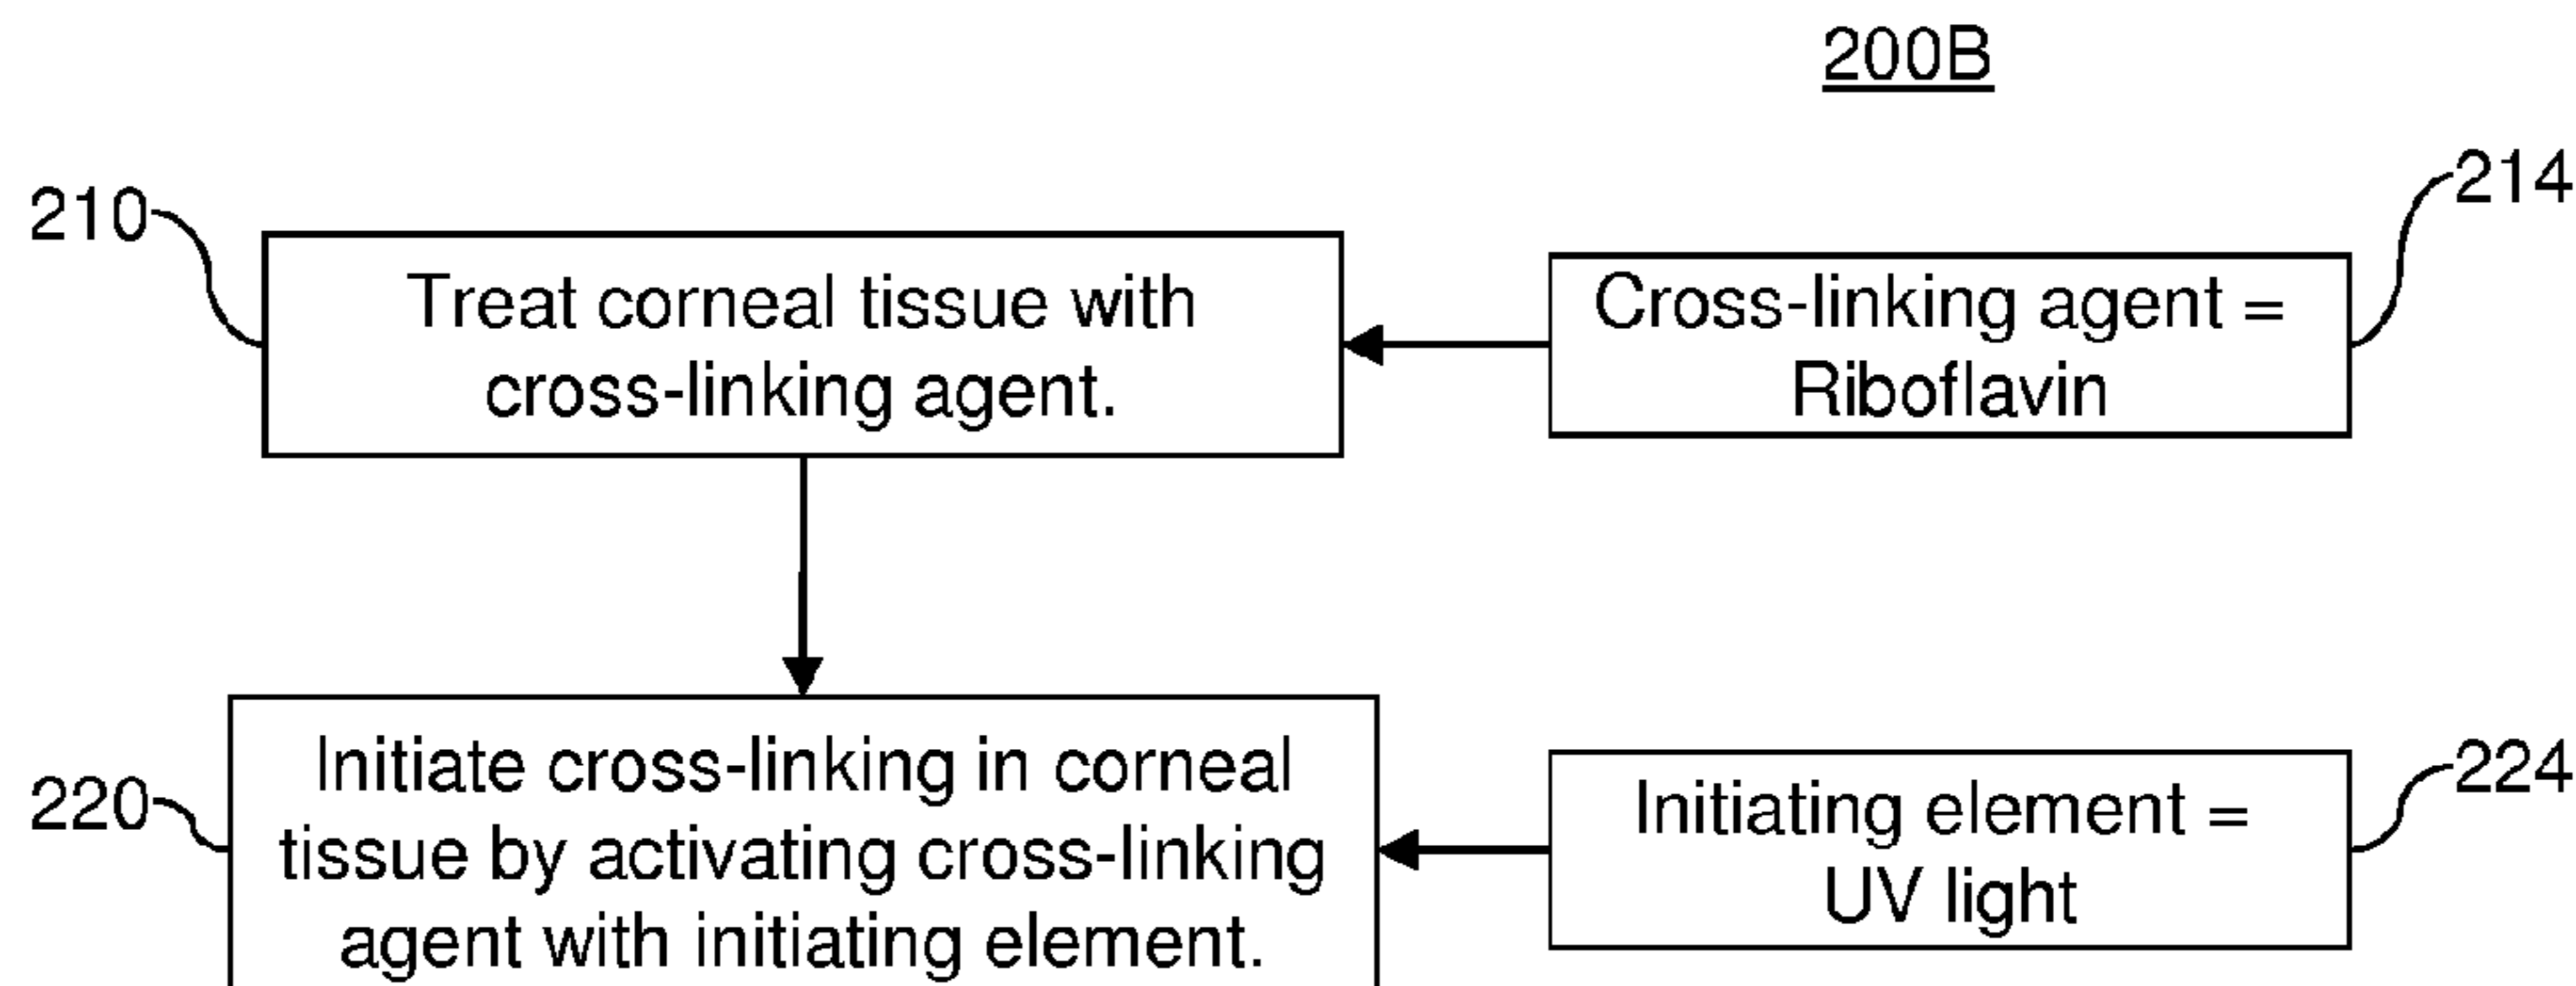 200B
210
214
Treat corneal tissue with
cross-linking agent.
Cross-linking agent =
Riboflavin
220
224
Initiate cross-linking in corneal
tissue by activating cross-linking
agent with initiating element.
Initiating element =
UV light